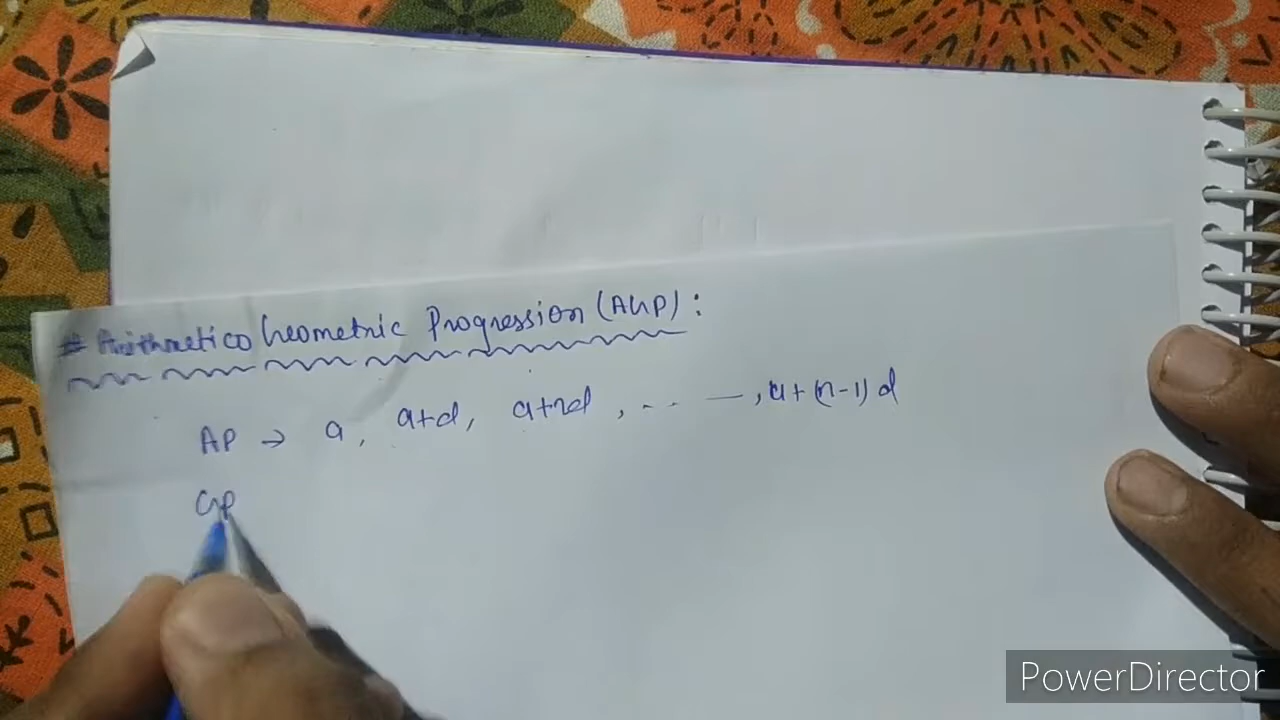 # Arithmetico Geometric Progression (AGP) :
AP → a, a+d, a+2d, .. .. —, a+(n-1) d
GP
PowerDirector